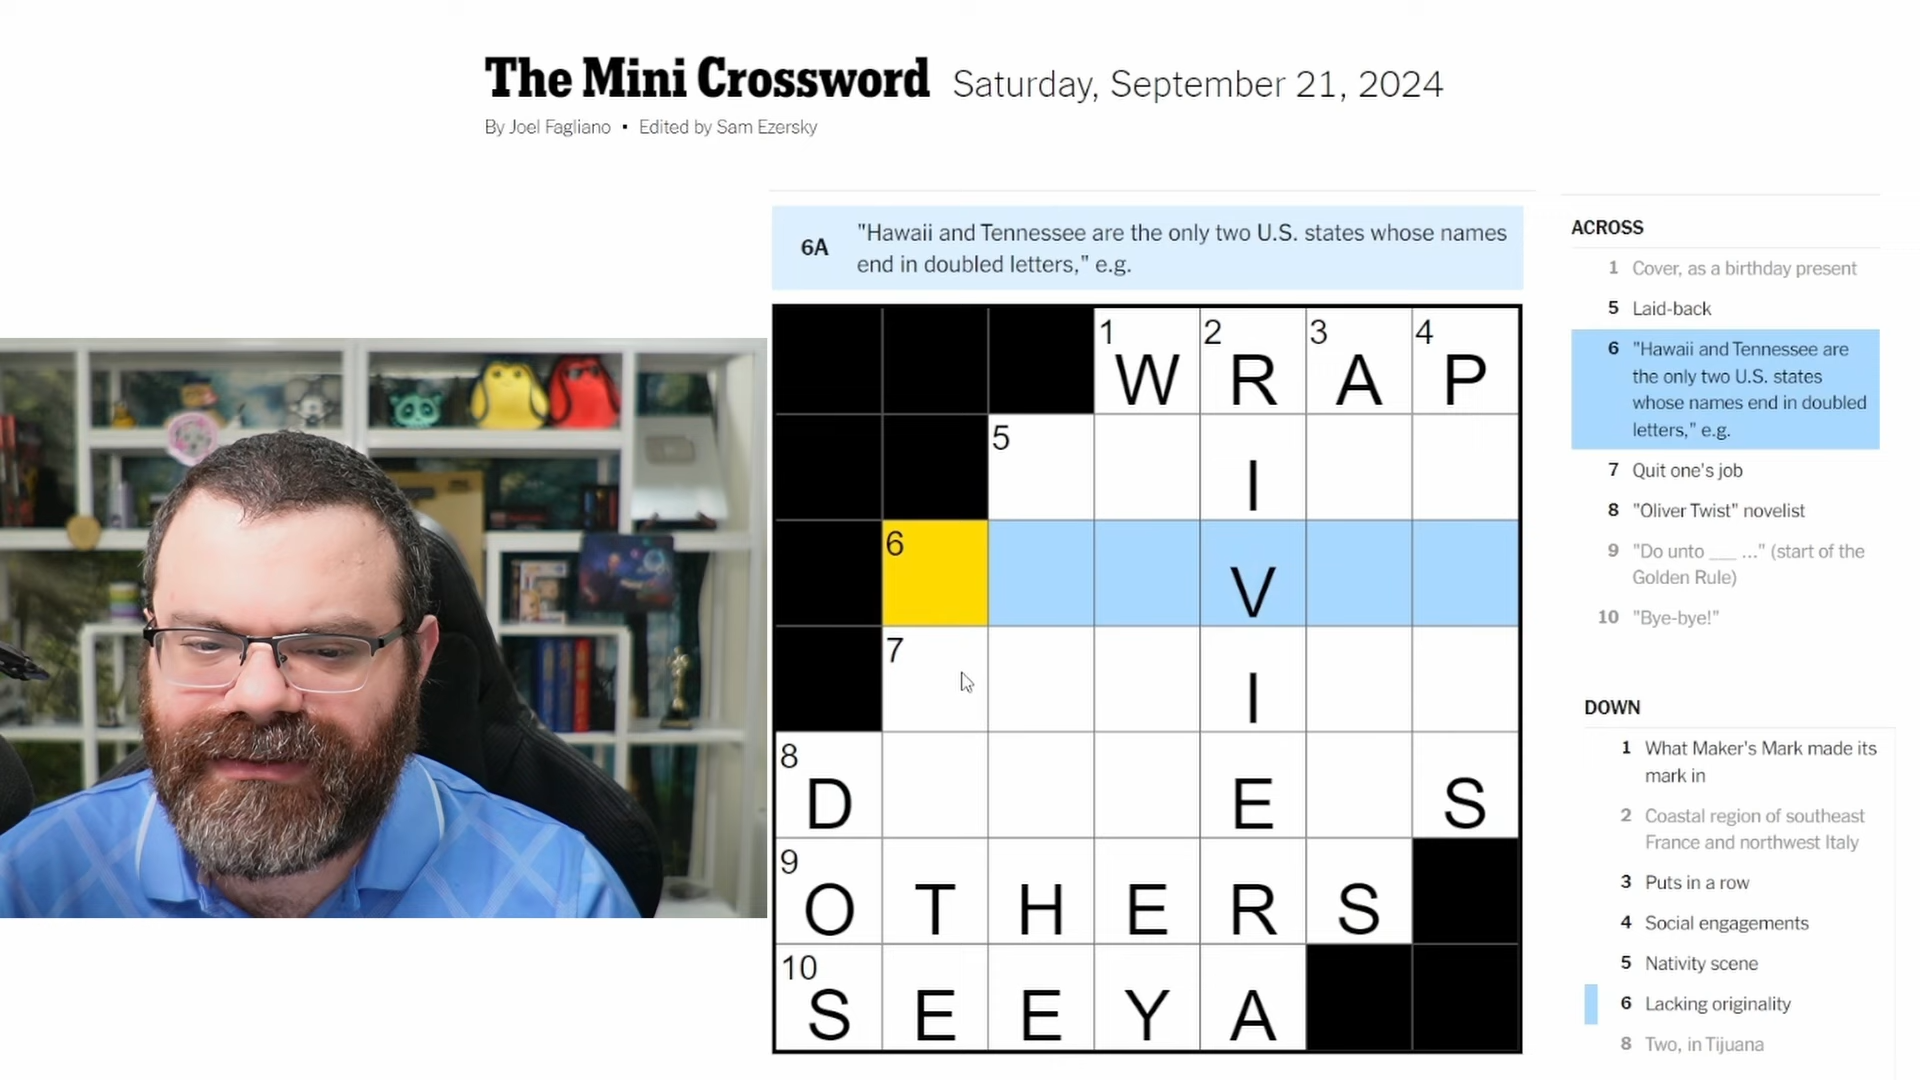 The Mini Crossword Saturday, September 21, 2024
By Joel Fagliano • Edited by Sam Ezersky
6A "Hawaii and Tennessee are the only two U.S. states whose names
end in doubled letters," e.g.
1 2 3 4
W R A P
5
I
6
V
7
I
8
D E S
9
O T H E R S
10
S E E Y A
ACROSS
1 Cover, as a birthday present
5 Laid-back
6 "Hawaii and Tennessee are
the only two U.S. states
whose names end in doubled
letters," e.g.
7 Quit one's job
8 "Oliver Twist" novelist
9 "Do unto ___ ..." (start of the
Golden Rule)
10 "Bye-bye!"
DOWN
1 What Maker's Mark made its
mark in
2 Coastal region of southeast
France and northwest Italy
3 Puts in a row
4 Social engagements
5 Nativity scene
6 Lacking originality
8 Two, in Tijuana